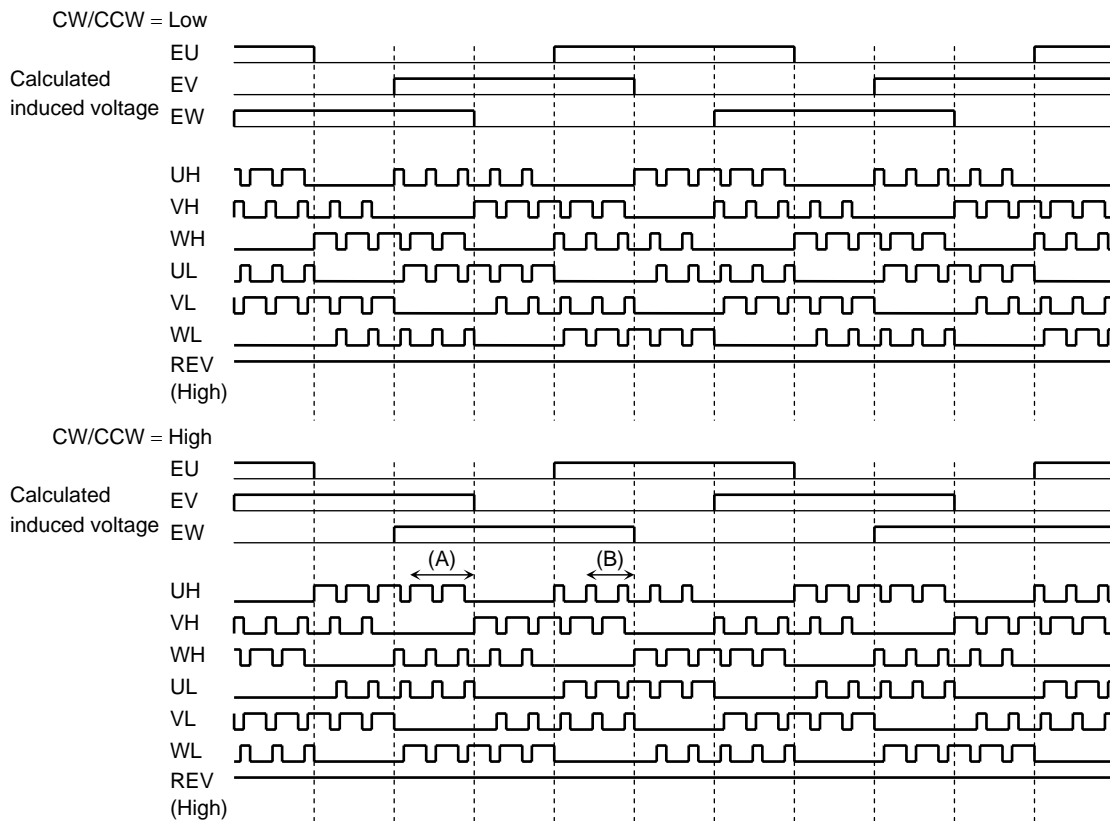 CW/CCW = Low
EU
Calculated
induced voltage
EV
EW
UH
VH
WH
UL
VL
WL
REV
(High)
CW/CCW = High
EU
Calculated
induced voltage
EV
EW
(A)
(B)
UH
VH
WH
UL
VL
WL
REV
(High)